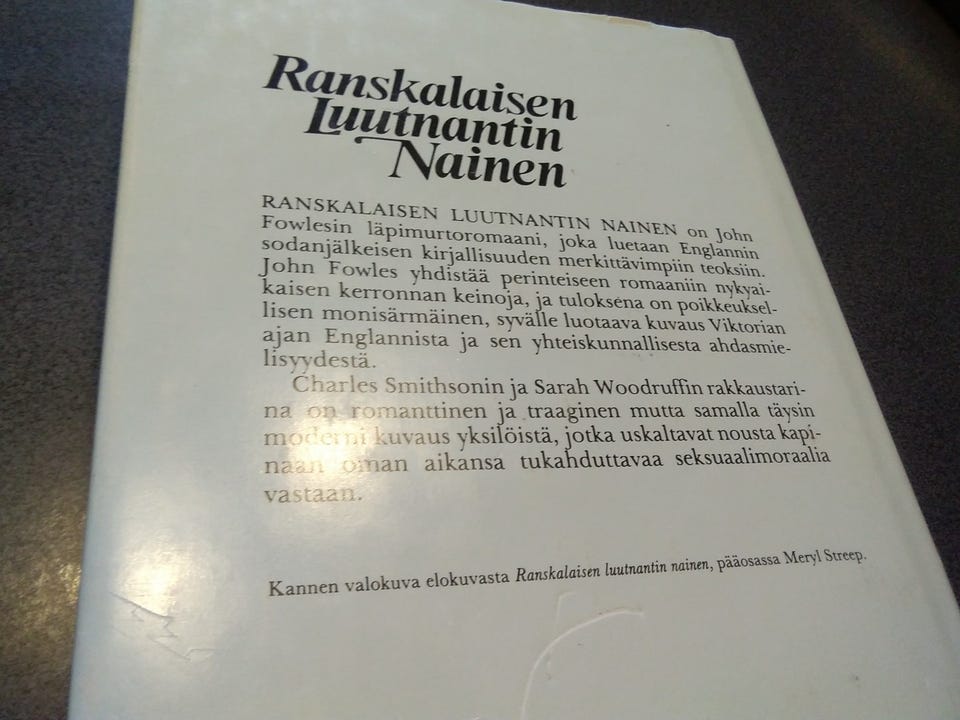 Ranskalaisen
Luutnantin
Nainen
RANSKALAISEN LUUTNANTIN NAINEN on John
Fowlesin läpimurtoromaani, joka luetaan Englannin
sodanjälkeisen kirjallisuuden merkittävimpiin teoksiin.
John Fowles yhdistää perinteiseen romaaniin nykyai-
kaisen kerronnan keinoja, ja tuloksena on poikkeuksel-
lisen monisärmäinen, syvälle luotaava kuvaus Viktorian
ajan Englannista ja sen yhteiskunnallisesta ahdasmie-
lisyydestä.
Charles Smithsonin ja Sarah Woodruffin rakkaustari-
na on romanttinen ja traaginen mutta samalla täysin
moderni kuvaus yksilöistä, jotka uskaltavat nousta kapi-
naan oman aikansa tukahduttavaa seksuaalimoraalia
vastaan.
Kannen valokuva elokuvasta Ranskalaisen luutnantin nainen, pääosassa Meryl Streep.